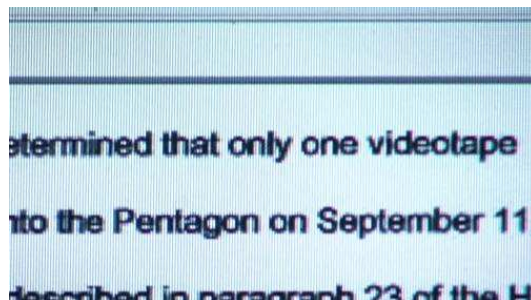 etermined that only one videotape
nto the Pentagon on September 11
described in paragraph 23 of the H